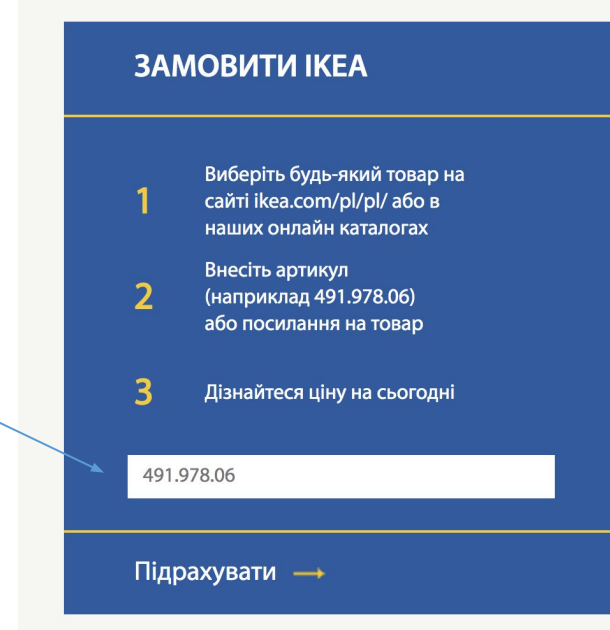 ЗАМОВИТИ IKEA
1
Виберіть будь-який товар на
сайті ikea.com/pl/pl/ або в
наших онлайн каталогах
2
Внесіть артикул
(наприклад 491.978.06)
або посилання на товар
3
Дізнайтеся ціну на сьогодні
491.978.06
Підрахувати →